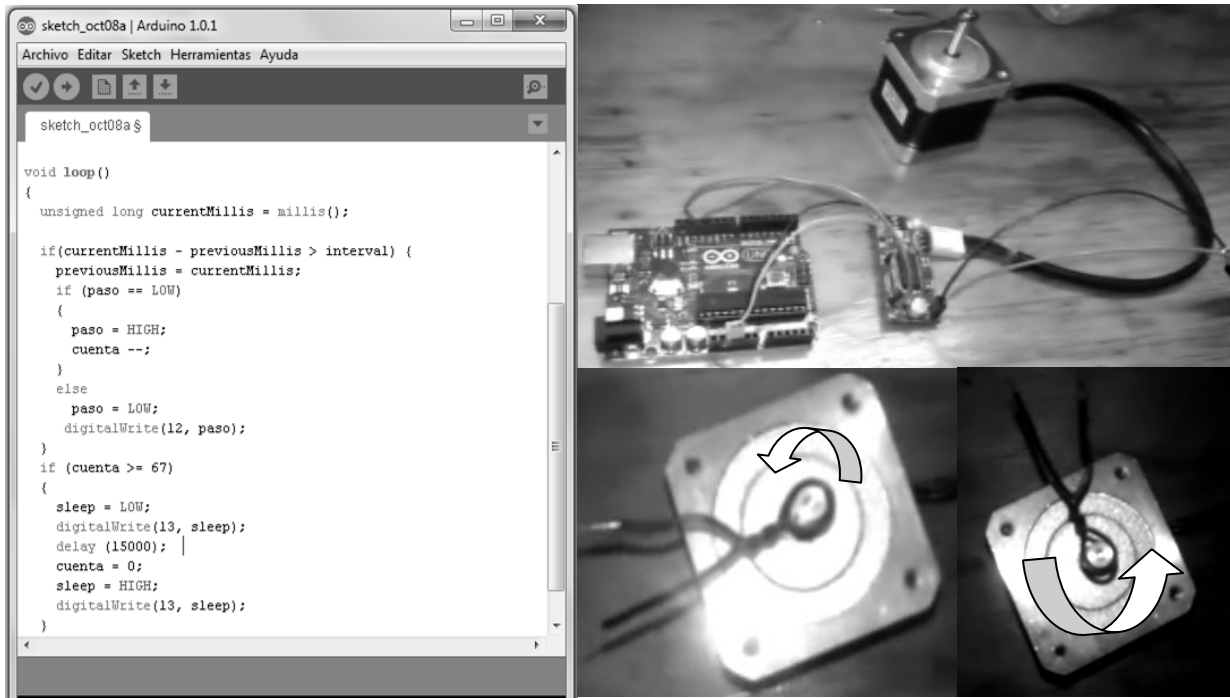 sketch_oct08a | Arduino 1.0.1
Archivo Editar Sketch Herramientas Ayuda
sketch_oct08a §
void loop()
{
unsigned long currentMillis = millis();
if(currentMillis - previousMillis > interval) {
previousMillis = currentMillis;
if (paso == LOW)
{
paso = HIGH;
cuenta --;
}
else
paso = LOW;
digitalWrite(12, paso);
}
if (cuenta >= 67)
{
sleep = LOW;
digitalWrite(13, sleep);
delay (15000);
cuenta = 0;
sleep = HIGH;
digitalWrite(13, sleep);
}